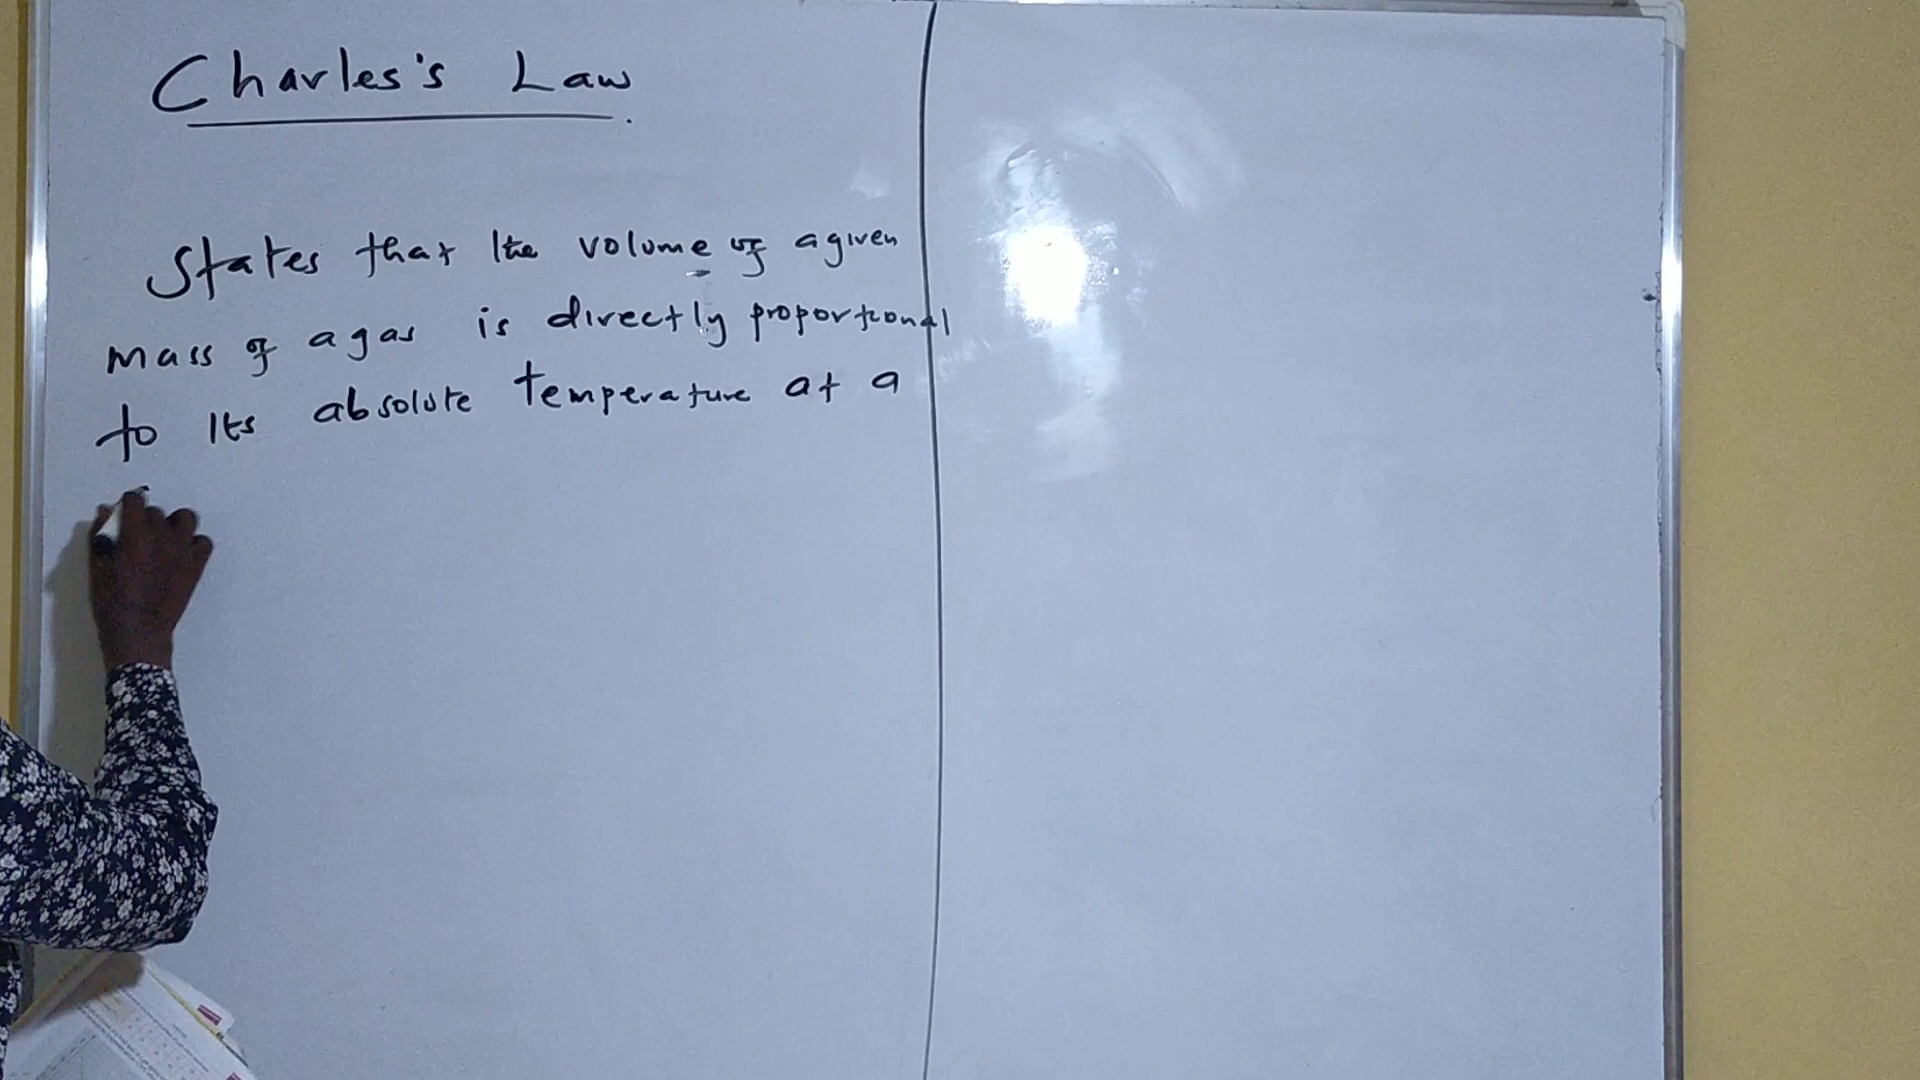 Charles's Law.
States that the volume of a given
mass of a gas is directly proportional
to its absolute temperature at a